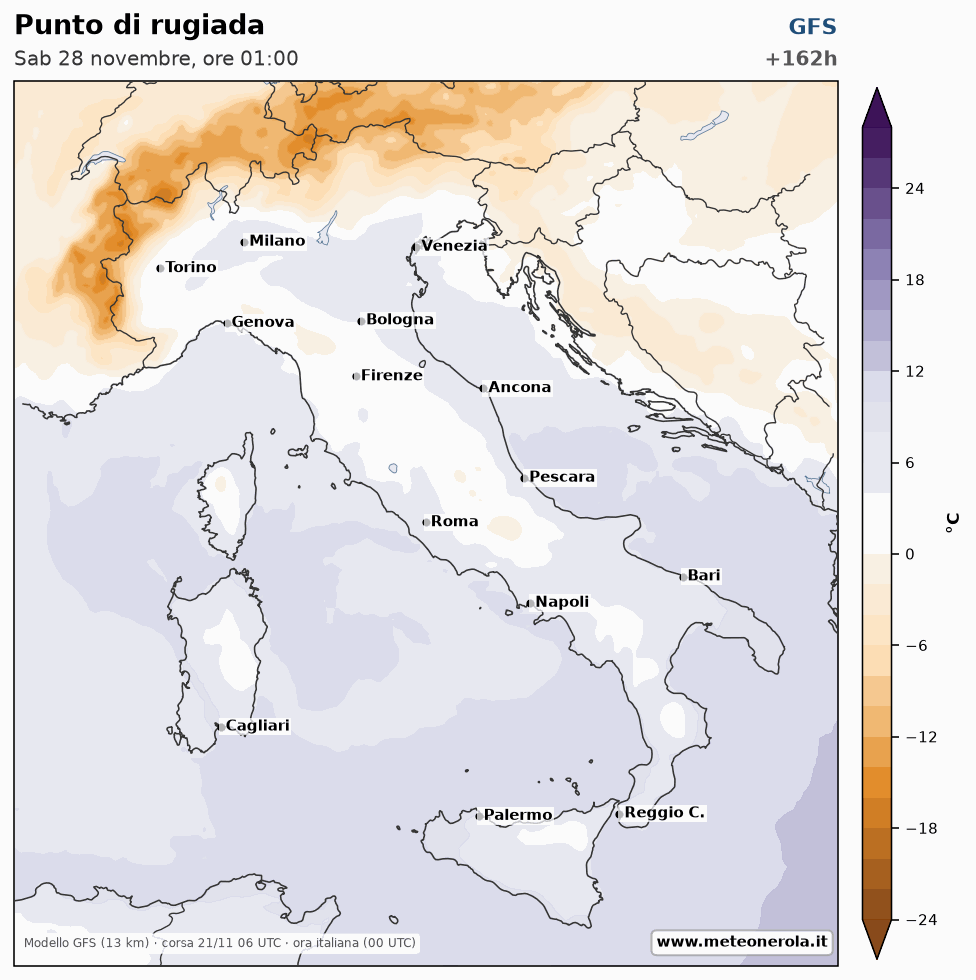 Punto di rugiada
GFS
Sab 28 novembre, ore 01:00
+162h
Milano
Venezia
Torino
Genova
Bologna
Firenze
Ancona
Pescara
Roma
Bari
Napoli
Cagliari
Palermo
Reggio C.
24
18
12
6
0
−6
−12
−18
−24
°C
Modello GFS (13 km) · corsa 21/11 06 UTC · ora italiana (00 UTC)
www.meteonerola.it